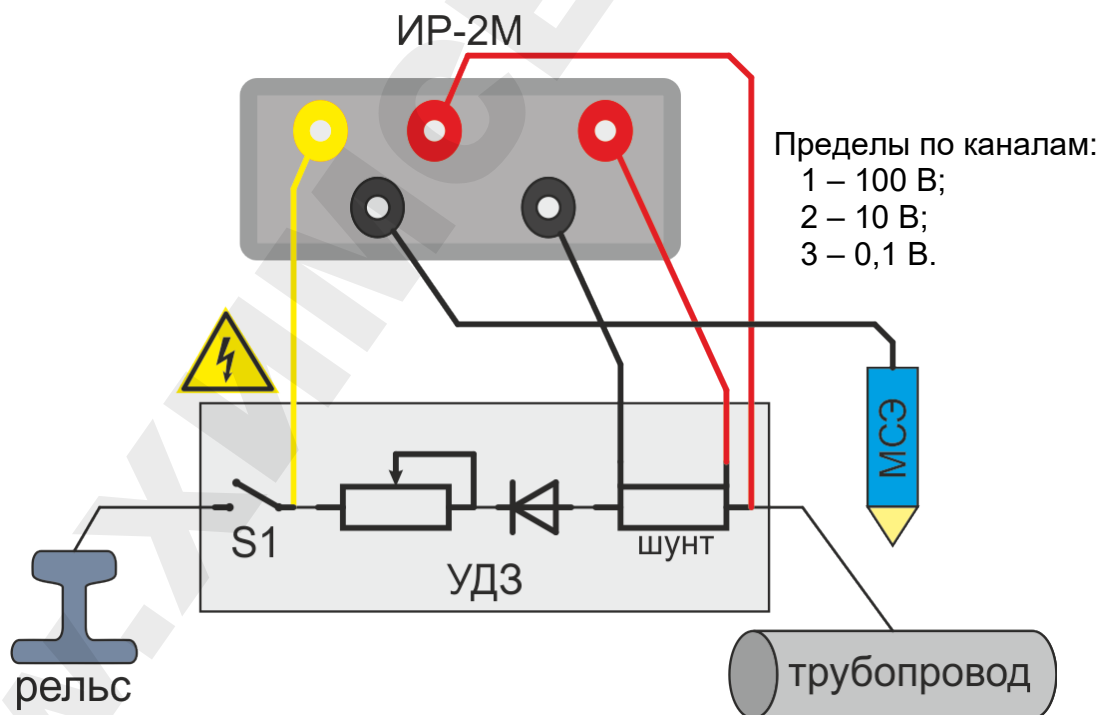 ИР-2М
Пределы по каналам:
1 – 100 В;
2 – 10 В;
3 – 0,1 В.
МСЭ
S1
шунт
УДЗ
рельс
трубопровод